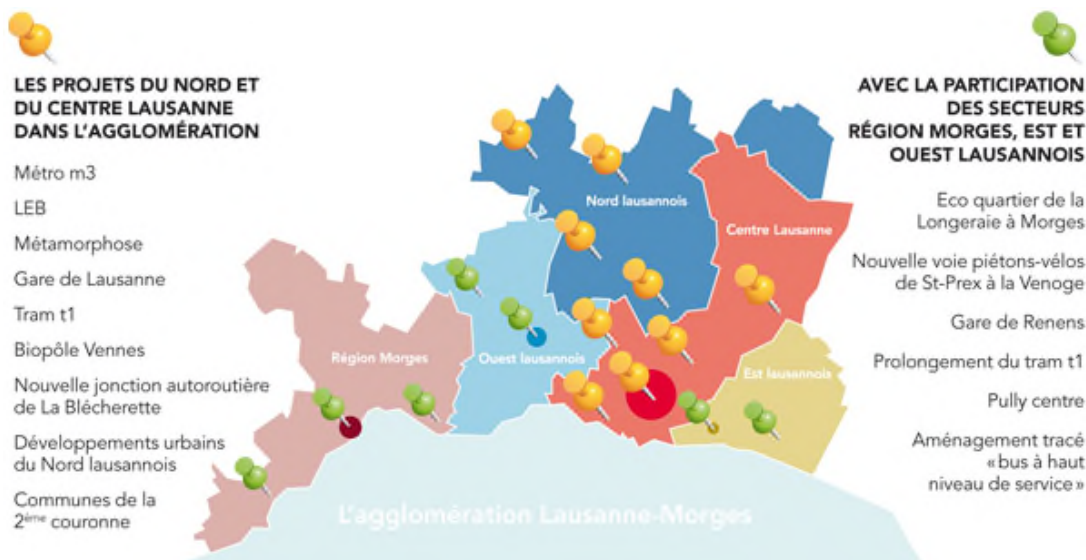 LES PROJETS DU NORD ET
DU CENTRE LAUSANNE
DANS L'AGGLOMÉRATION
Métro m3
LEB
Métamorphose
Gare de Lausanne
Tram t1
Biopôle Vennes
Nouvelle jonction autoroutière
de La Blécherette
Développements urbains
du Nord lausannois
Communes de la
2ème couronne
Nord lausannois
Centre Lausanne
Région Morges
Ouest lausannois
Est lausannois
L'agglomération Lausanne-Morges
AVEC LA PARTICIPATION
DES SECTEURS
RÉGION MORGES, EST ET
OUEST LAUSANNOIS
Eco quartier de la
Longeraie à Morges
Nouvelle voie piétons-vélos
de St-Prex à la Venoge
Gare de Renens
Prolongement du tram t1
Pully centre
Aménagement tracé
«bus à haut
niveau de service»